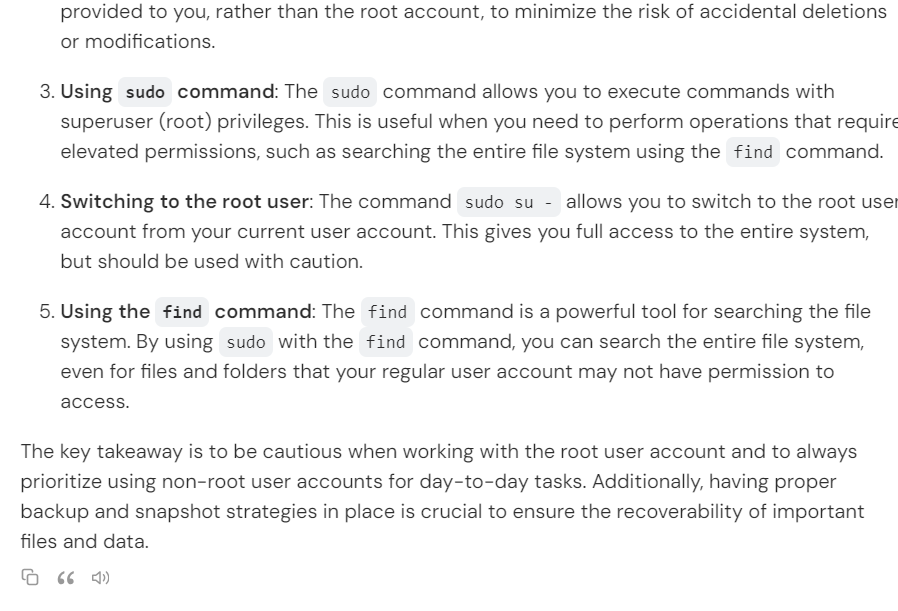 provided to you, rather than the root account, to minimize the risk of accidental deletions
or modifications.
3. Using sudo command: The sudo command allows you to execute commands with
superuser (root) privileges. This is useful when you need to perform operations that require
elevated permissions, such as searching the entire file system using the find command.
4. Switching to the root user: The command sudo su - allows you to switch to the root user
account from your current user account. This gives you full access to the entire system,
but should be used with caution.
5. Using the find command: The find command is a powerful tool for searching the file
system. By using sudo with the find command, you can search the entire file system,
even for files and folders that your regular user account may not have permission to
access.
The key takeaway is to be cautious when working with the root user account and to always
prioritize using non-root user accounts for day-to-day tasks. Additionally, having proper
backup and snapshot strategies in place is crucial to ensure the recoverability of important
files and data.